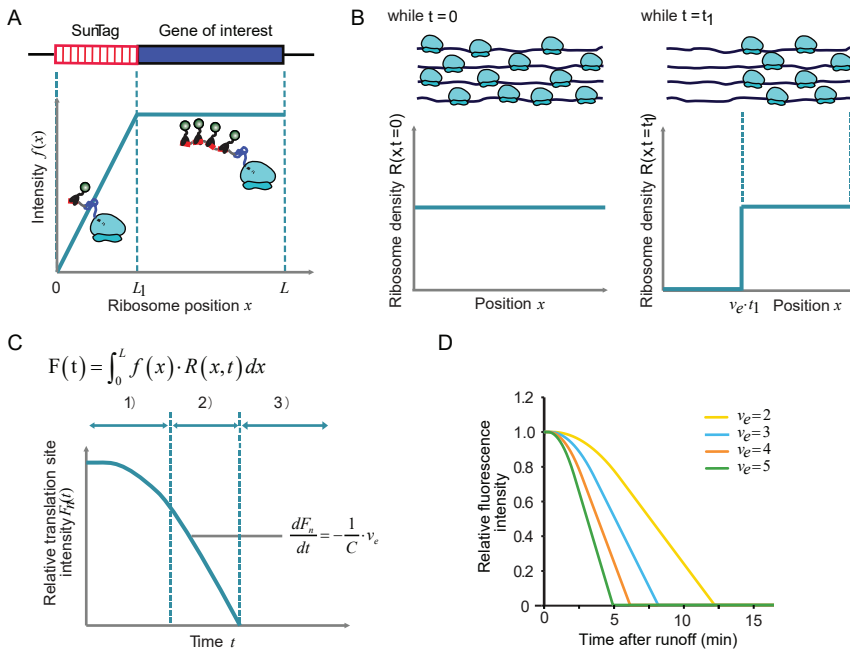 A
SunTag
Gene of interest
Intensity f(x)
0
L1
L
Ribosome position x
B
while t=0
while t=t1
Ribosome density R(x,t=0)
Position x
Ribosome density R(x,t=t1)
ve·t1
Position x
C
F(t)=∫0^L f(x)·R(x,t)dx
1)
2)
3)
Relative translation site
intensity Fn(t)
dFn/dt=-1/C·ve
Time t
D
Relative fluorescence
intensity
1.2
1.0
0.8
0.6
0.4
0.2
0
0
5
10
15
Time after runoff (min)
ve=2
ve=3
ve=4
ve=5